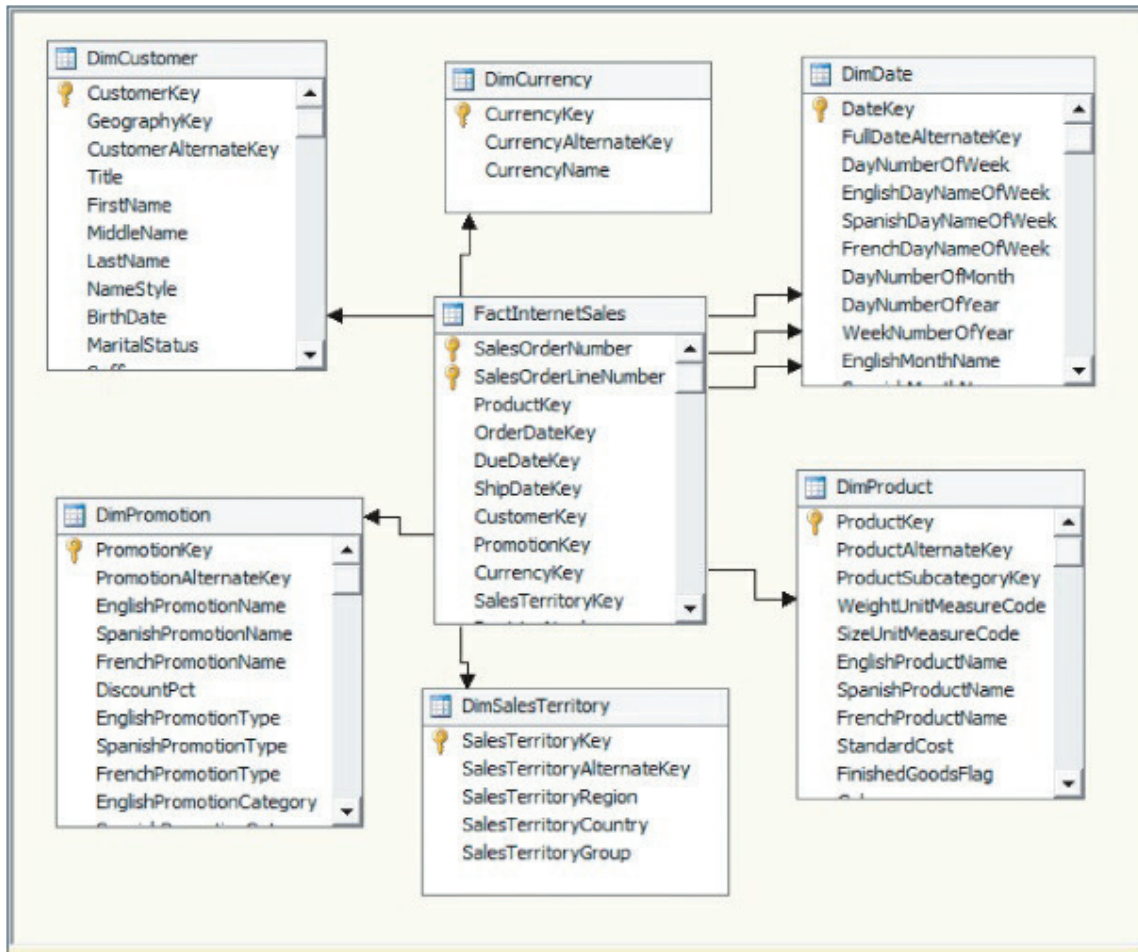 DimCustomer
CustomerKey
GeographyKey
CustomerAlternateKey
Title
FirstName
MiddleName
LastName
NameStyle
BirthDate
MaritalStatus
DimCurrency
CurrencyKey
CurrencyAlternateKey
CurrencyName
DimDate
DateKey
FullDateAlternateKey
DayNumberOfWeek
EnglishDayNameOfWeek
SpanishDayNameOfWeek
FrenchDayNameOfWeek
DayNumberOfMonth
DayNumberOfYear
WeekNumberOfYear
EnglishMonthName
FactInternetSales
SalesOrderNumber
SalesOrderLineNumber
ProductKey
OrderDateKey
DueDateKey
ShipDateKey
CustomerKey
PromotionKey
CurrencyKey
SalesTerritoryKey
DimPromotion
PromotionKey
PromotionAlternateKey
EnglishPromotionName
SpanishPromotionName
FrenchPromotionName
DiscountPct
EnglishPromotionType
SpanishPromotionType
FrenchPromotionType
EnglishPromotionCategory
DimSalesTerritory
SalesTerritoryKey
SalesTerritoryAlternateKey
SalesTerritoryRegion
SalesTerritoryCountry
SalesTerritoryGroup
DimProduct
ProductKey
ProductAlternateKey
ProductSubcategoryKey
WeightUnitMeasureCode
SizeUnitMeasureCode
EnglishProductName
SpanishProductName
FrenchProductName
StandardCost
FinishedGoodsFlag